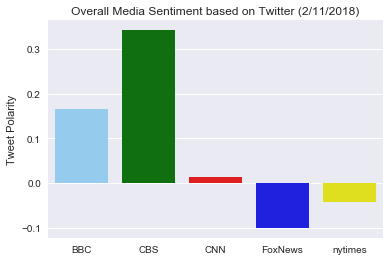 Overall Media Sentiment based on Twitter (2/11/2018)
Tweet Polarity
0.3
0.2
0.1
0.0
−0.1
BBC CBS CNN FoxNews nytimes